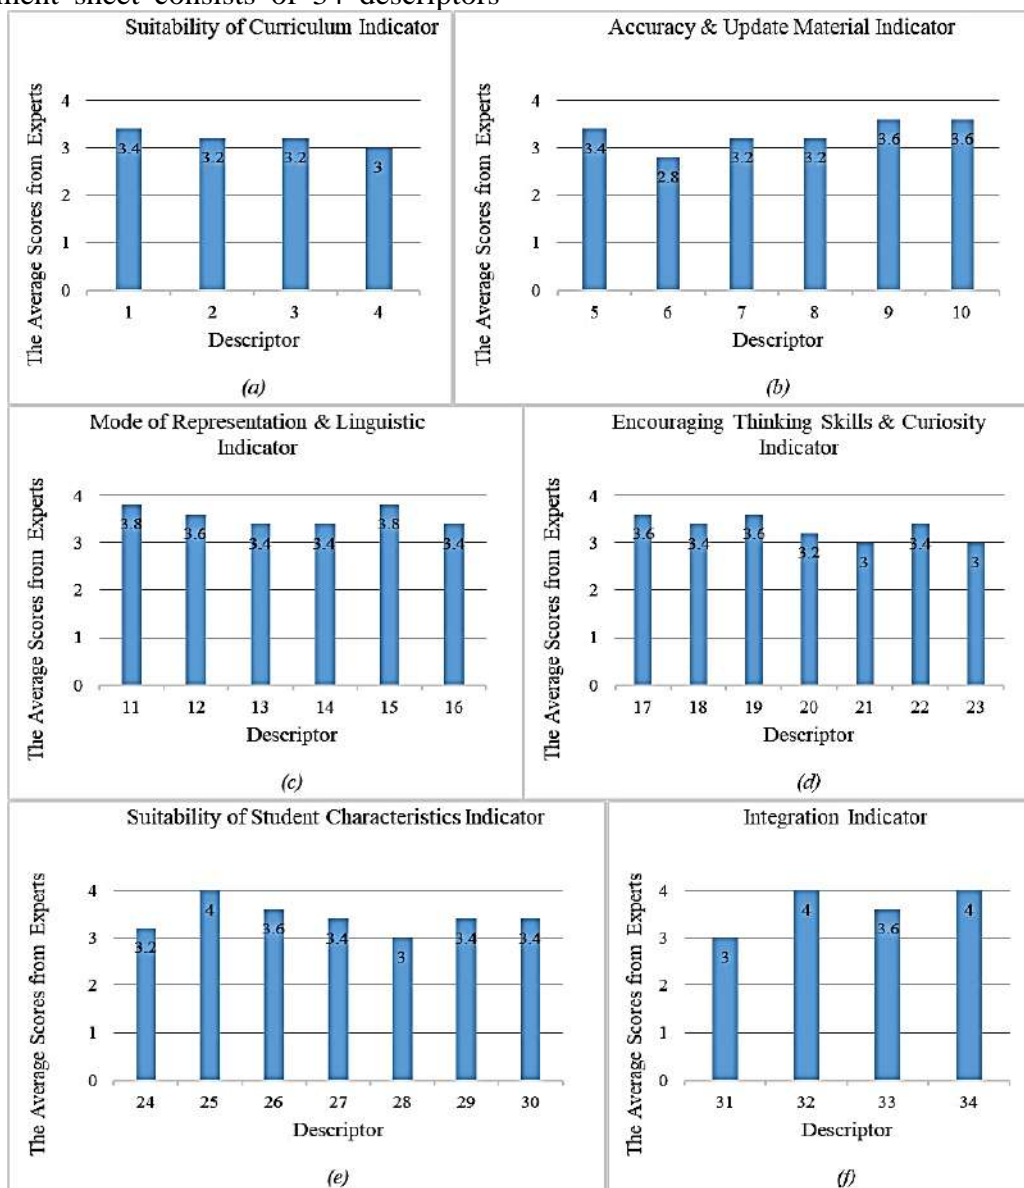 sheet consists of 34 descriptors
Suitability of Curriculum Indicator
The Average Scores from Experts
4
3
2
1
0
3.4
3.2
3.2
3
1 2 3 4
Descriptor
(a)
Accuracy & Update Material Indicator
The Average Scores from Experts
4
3
2
1
0
3.4
2.8
3.2
3.2
3.6
3.6
5 6 7 8 9 10
Descriptor
(b)
Mode of Representation & Linguistic
Indicator
The Average Scores from Experts
4
3
2
1
0
3.8
3.6
3.4
3.4
3.8
3.4
11 12 13 14 15 16
Descriptor
(c)
Encouraging Thinking Skills & Curiosity
Indicator
The Average Scores from Experts
4
3
2
1
0
3.6
3.4
3.6
3.2
3
3.4
3
17 18 19 20 21 22 23
Descriptor
(d)
Suitability of Student Characteristics Indicator
The Average Scores from Experts
4
3
2
1
0
3.2
4
3.6
3.4
3
3.4
3.4
24 25 26 27 28 29 30
Descriptor
(e)
Integration Indicator
The Average Scores from Experts
4
3
2
1
0
3
4
3.6
4
31 32 33 34
Descriptor
(f)